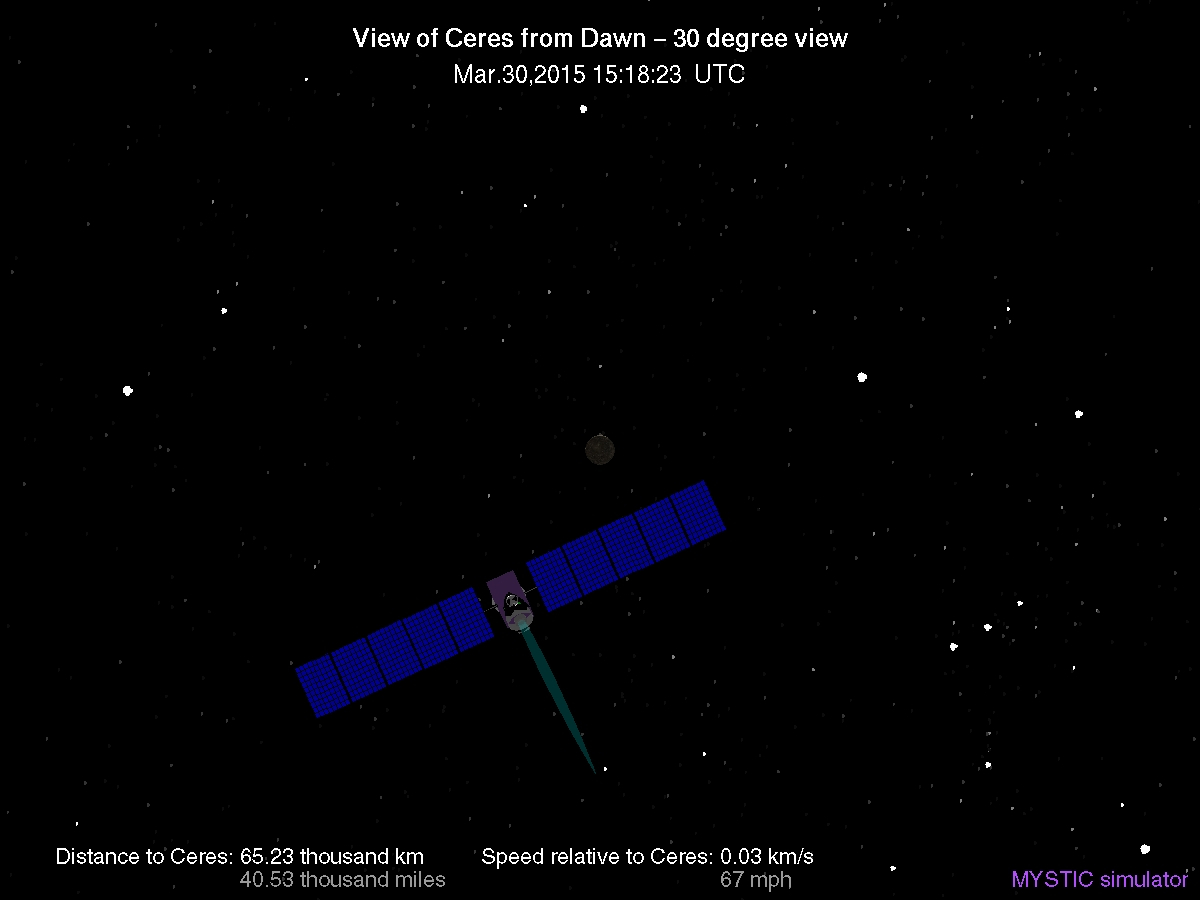 View of Ceres from Dawn – 30 degree view
Mar.30,2015 15:18:23 UTC
Distance to Ceres: 65.23 thousand km
40.53 thousand miles
Speed relative to Ceres: 0.03 km/s
67 mph
MYSTIC simulator